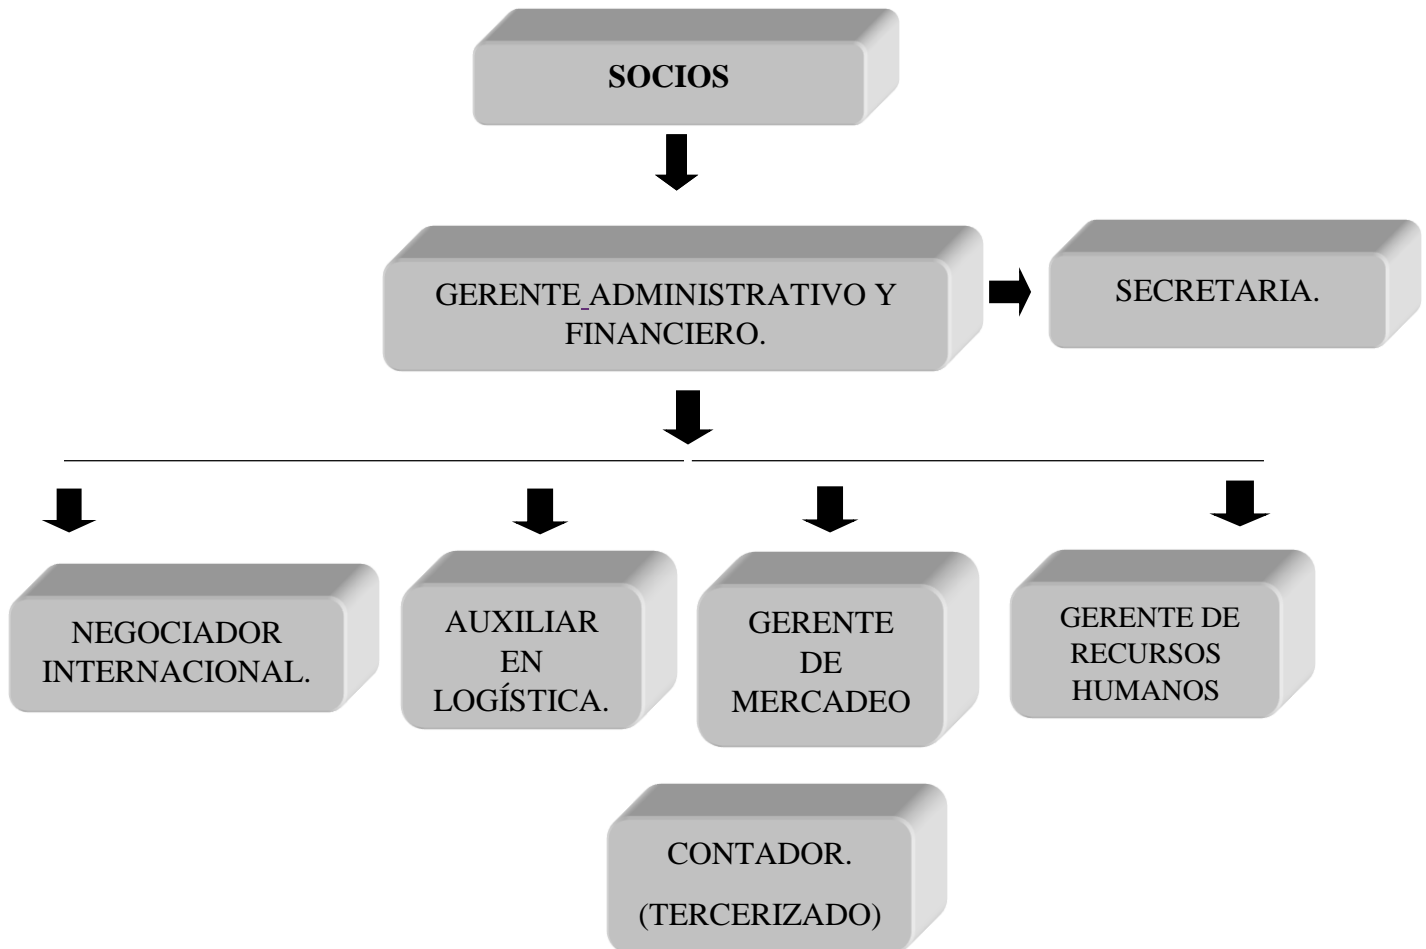 SOCIOS
GERENTE ADMINISTRATIVO Y
FINANCIERO.
SECRETARIA.
NEGOCIADOR
INTERNACIONAL.
AUXILIAR
EN
LOGÍSTICA.
GERENTE
DE
MERCADEO
GERENTE DE
RECURSOS
HUMANOS
CONTADOR.
(TERCERIZADO)